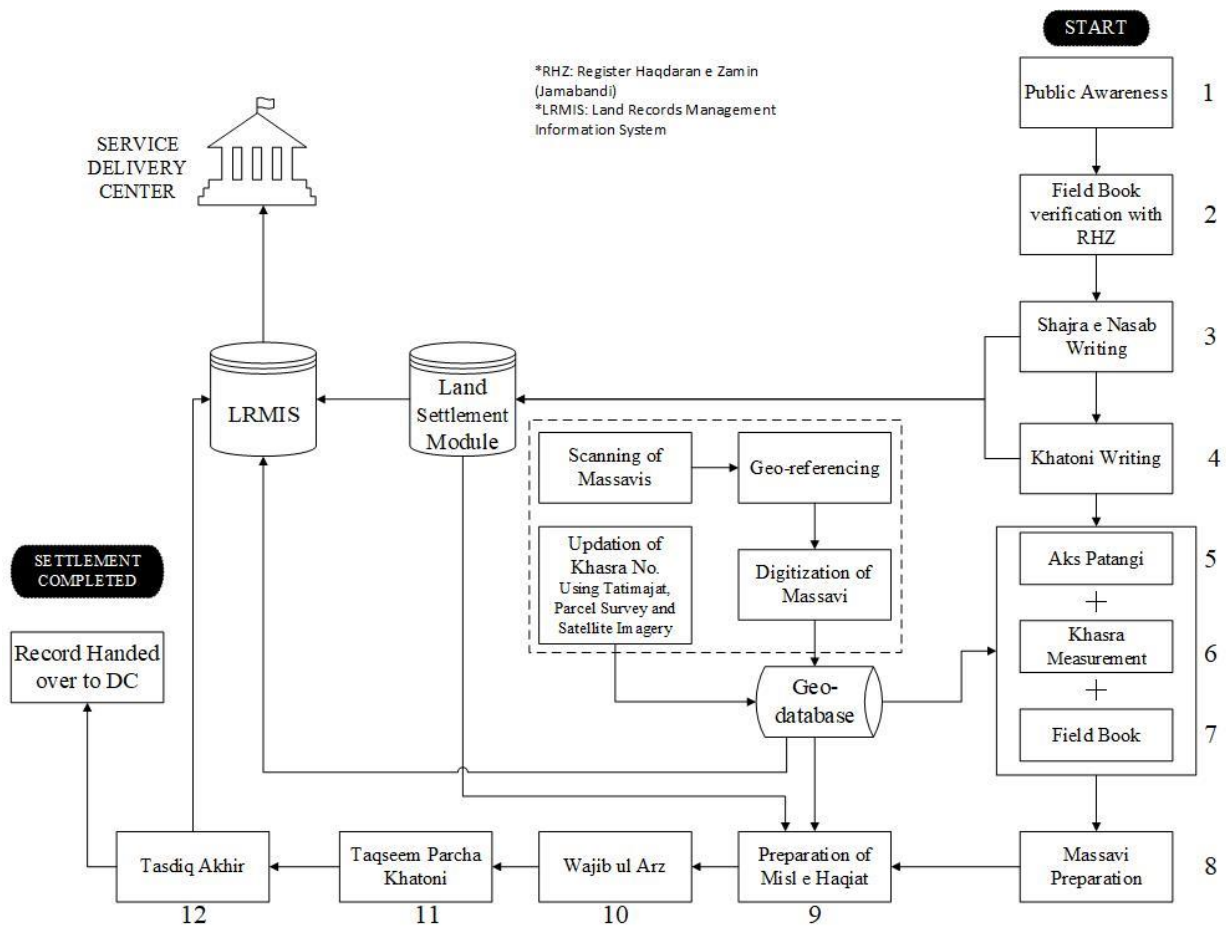 START
*RHZ: Register Haqdaran e Zamin
(Jamabandi)
*LRMIS: Land Records Management
Information System
Public Awareness
1
SERVICE
DELIVERY
CENTER
Field Book
verification with
RHZ
2
Shajra e Nasab
Writing
3
LRMIS
Land
Settlement
Module
Khatoni Writing
4
Scanning of
Massavis
Geo-referencing
Updation of
Khasra No.
Using Tatimajat,
Parcel Survey and
Satellite Imagery
Digitization of
Massavi
Aks Patangi
5
+
Khasra
Measurement
6
+
Field Book
7
SETTLEMENT
COMPLETED
Record Handed
over to DC
Geo-
database
Tasdiq Akhir
12
Taqseem Parcha
Khatoni
11
Wajib ul Arz
10
Preparation of
Misl e Haqiat
9
Massavi
Preparation
8